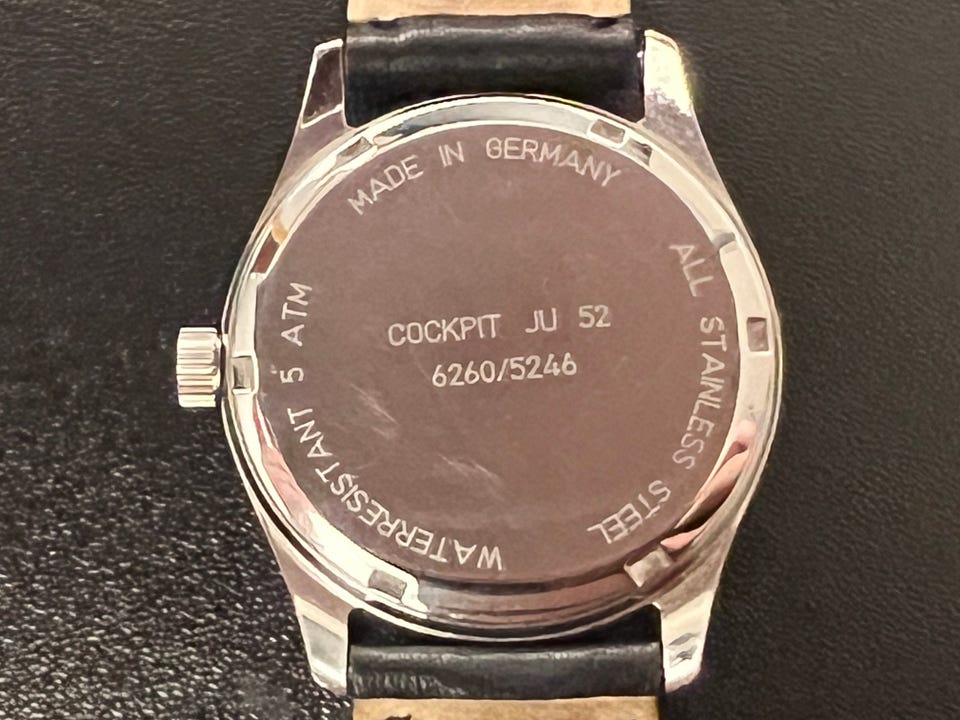 MADE IN GERMANY
ALL STAINLESS STEEL
WATERRESISTANT 5 ATM
COCKPIT JU 52
6260/5246